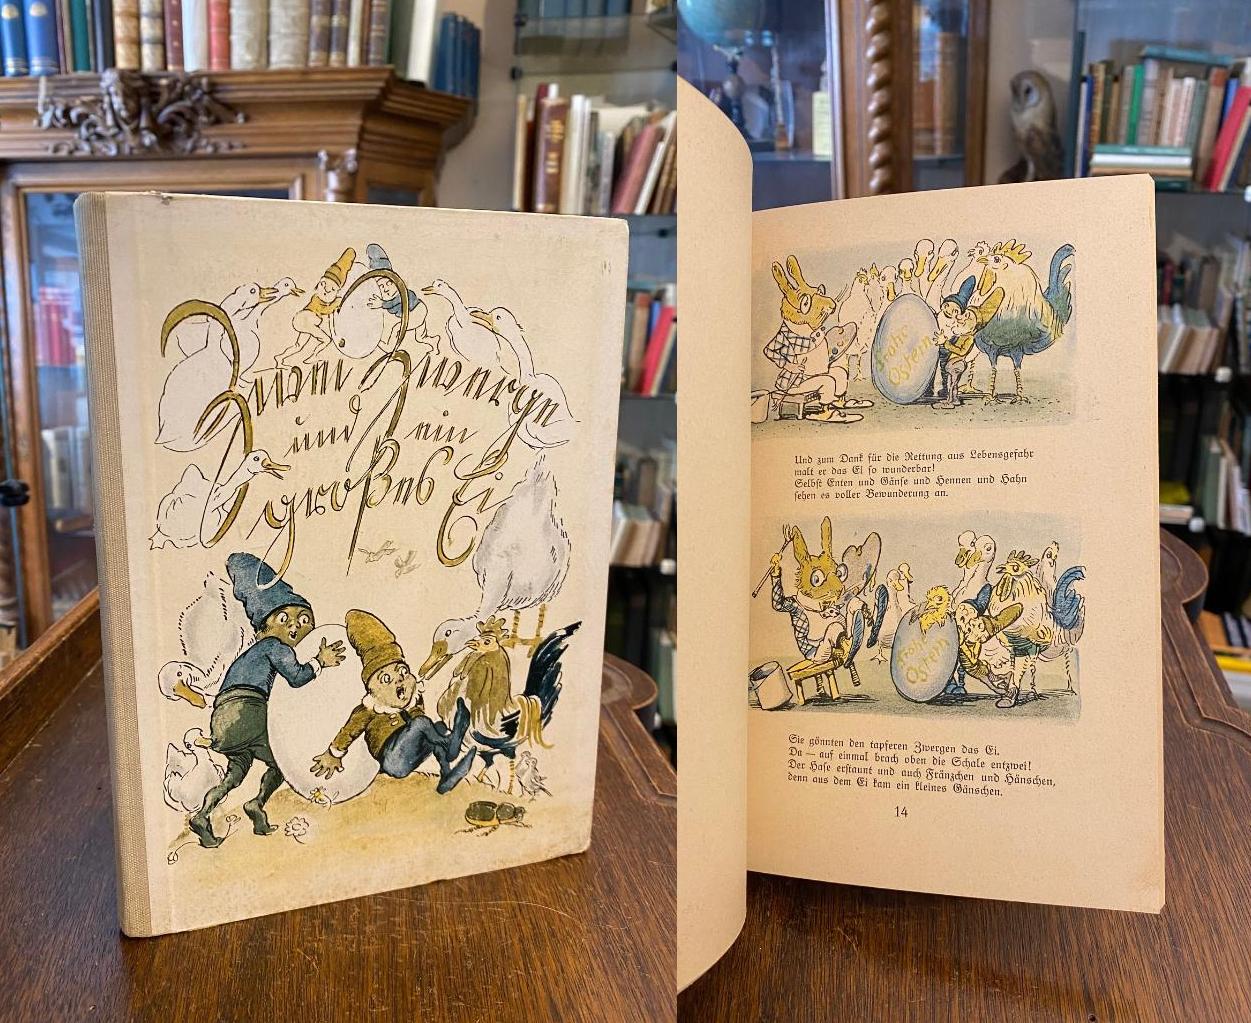 Zwei Zwerge
und ein
großes Ei
Frohe
Ostern
Und zum Dank für die Rettung aus Lebensgefahr
malt er das Ei so wunderbar!
Selbst Enten und Gänse und Hennen und Hahn
sehen es voller Bewunderung an.
Frohe
Ostern
Sie gönnten den tapferen Zwergen das Ei.
Da — auf einmal brach oben die Schale entzwei!
Der Hase erstaunt und auch Fränzchen und Hänschen,
denn aus dem Ei kam ein kleines Gänschen.
14